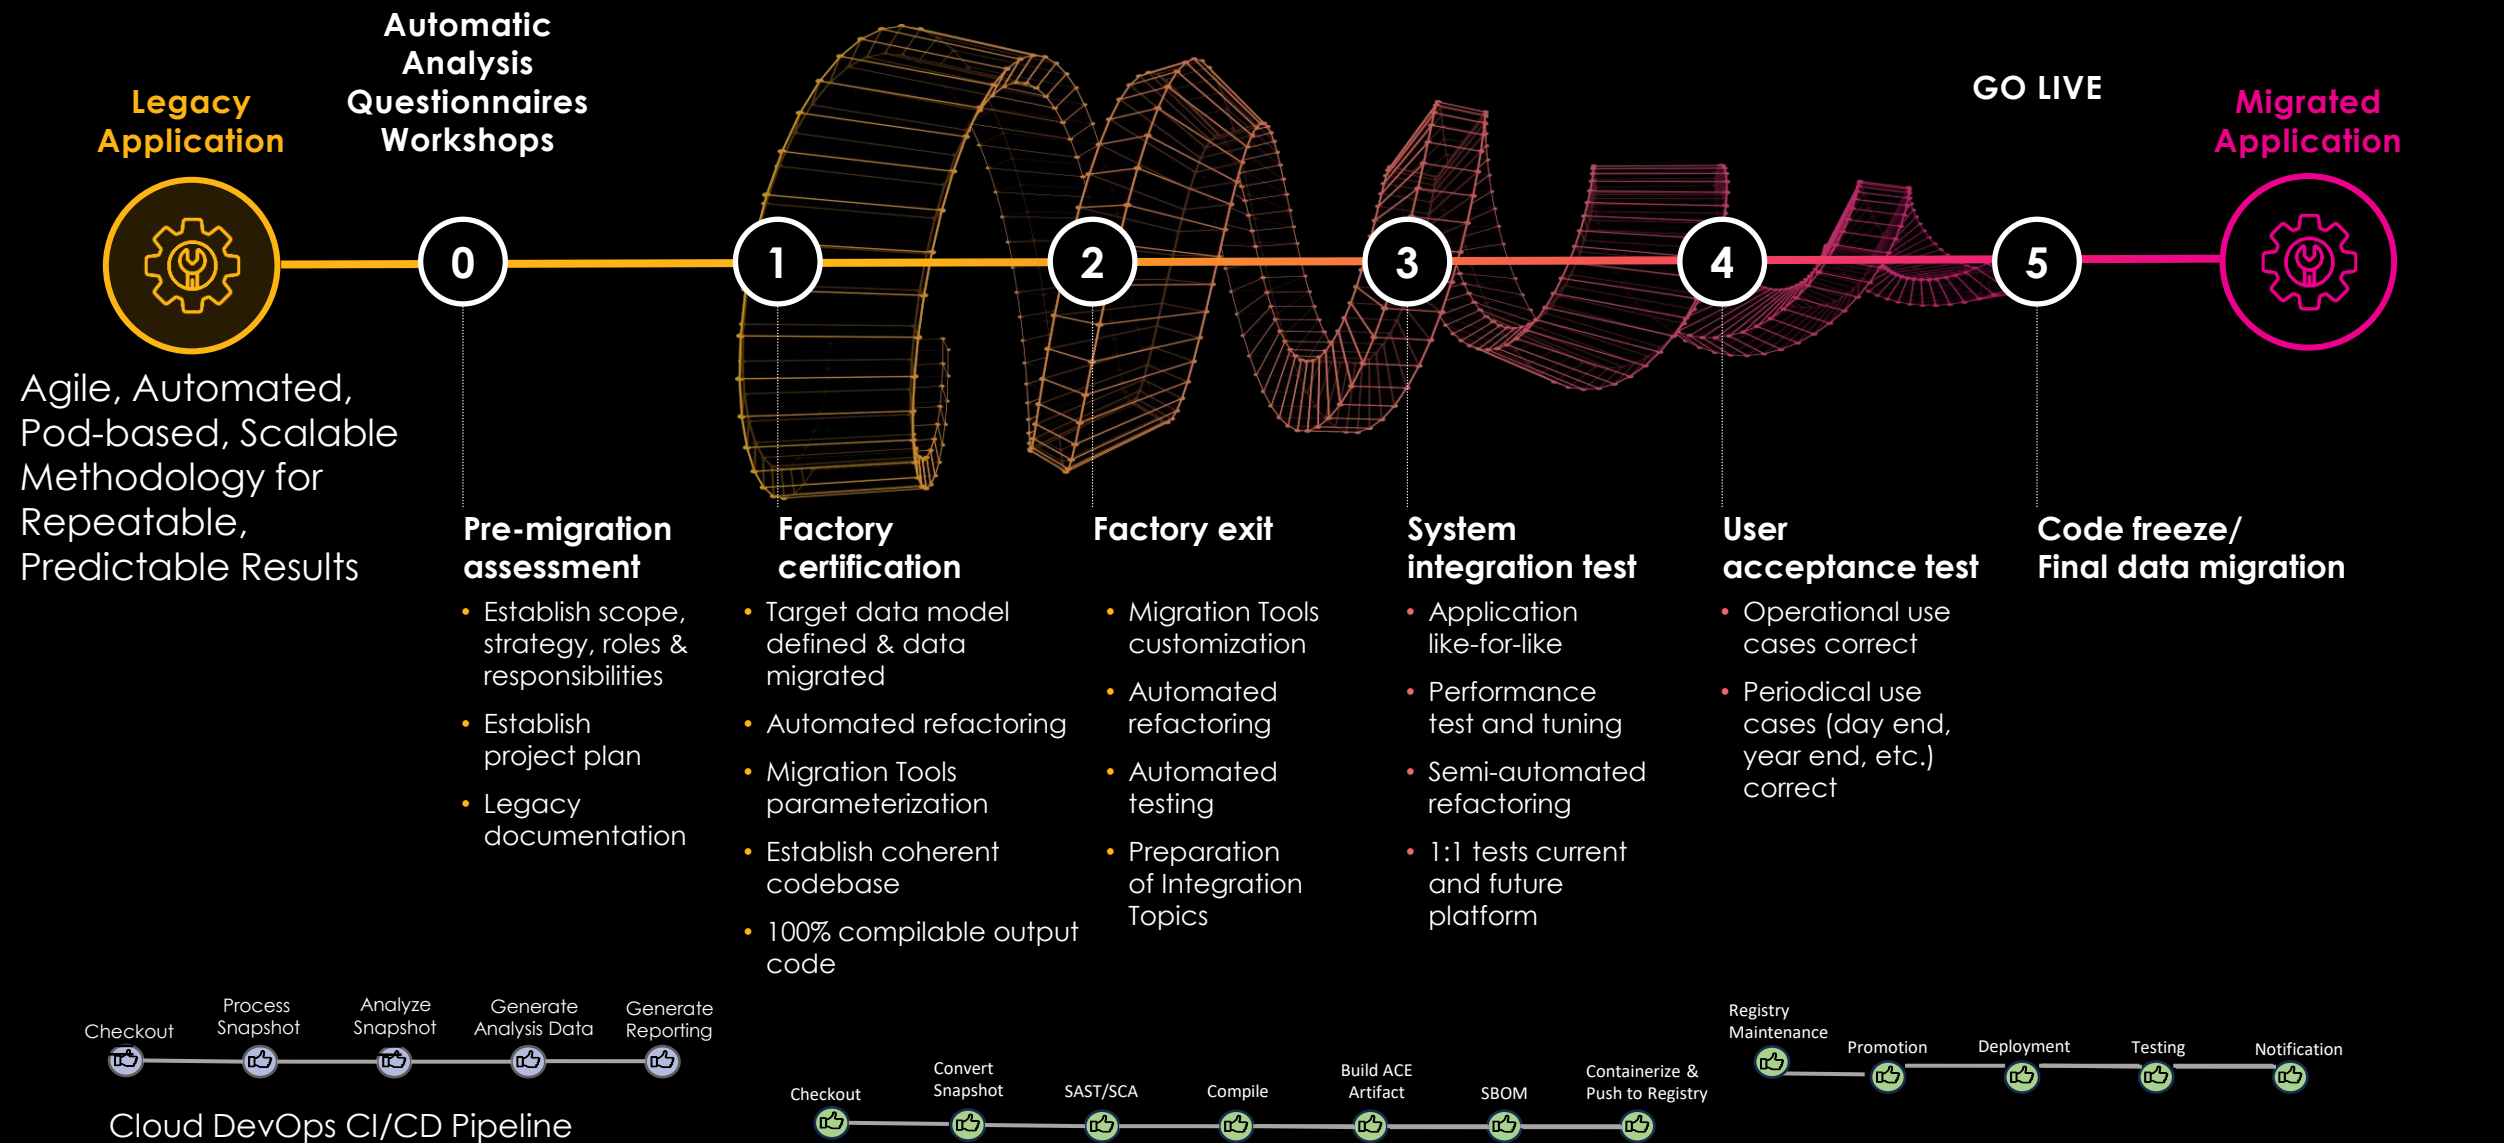 Automatic
Analysis
Questionnaires
Workshops
Legacy
Application
GO LIVE
Migrated
Application
0
1
2
3
4
5
Agile, Automated,
Pod-based, Scalable
Methodology for
Repeatable,
Predictable Results
Pre-migration
assessment
• Establish scope,
strategy, roles &
responsibilities
• Establish
project plan
• Legacy
documentation
Factory
certification
• Target data model
defined & data
migrated
• Automated refactoring
• Migration Tools
parameterization
• Establish coherent
codebase
• 100% compilable output
code
Factory exit
• Migration Tools
customization
• Automated
refactoring
• Automated
testing
• Preparation
of Integration
Topics
System
integration test
• Application
like-for-like
• Performance
test and tuning
• Semi-automated
refactoring
• 1:1 tests current
and future
platform
User
acceptance test
• Operational use
cases correct
• Periodical use
cases (day end,
year end, etc.)
correct
Code freeze/
Final data migration
Checkout
Process
Snapshot
Analyze
Snapshot
Generate
Analysis Data
Generate
Reporting
Cloud DevOps CI/CD Pipeline
Checkout
Convert
Snapshot
SAST/SCA
Compile
Build ACE
Artifact
SBOM
Containerize &
Push to Registry
Registry
Maintenance
Promotion
Deployment
Testing
Notification